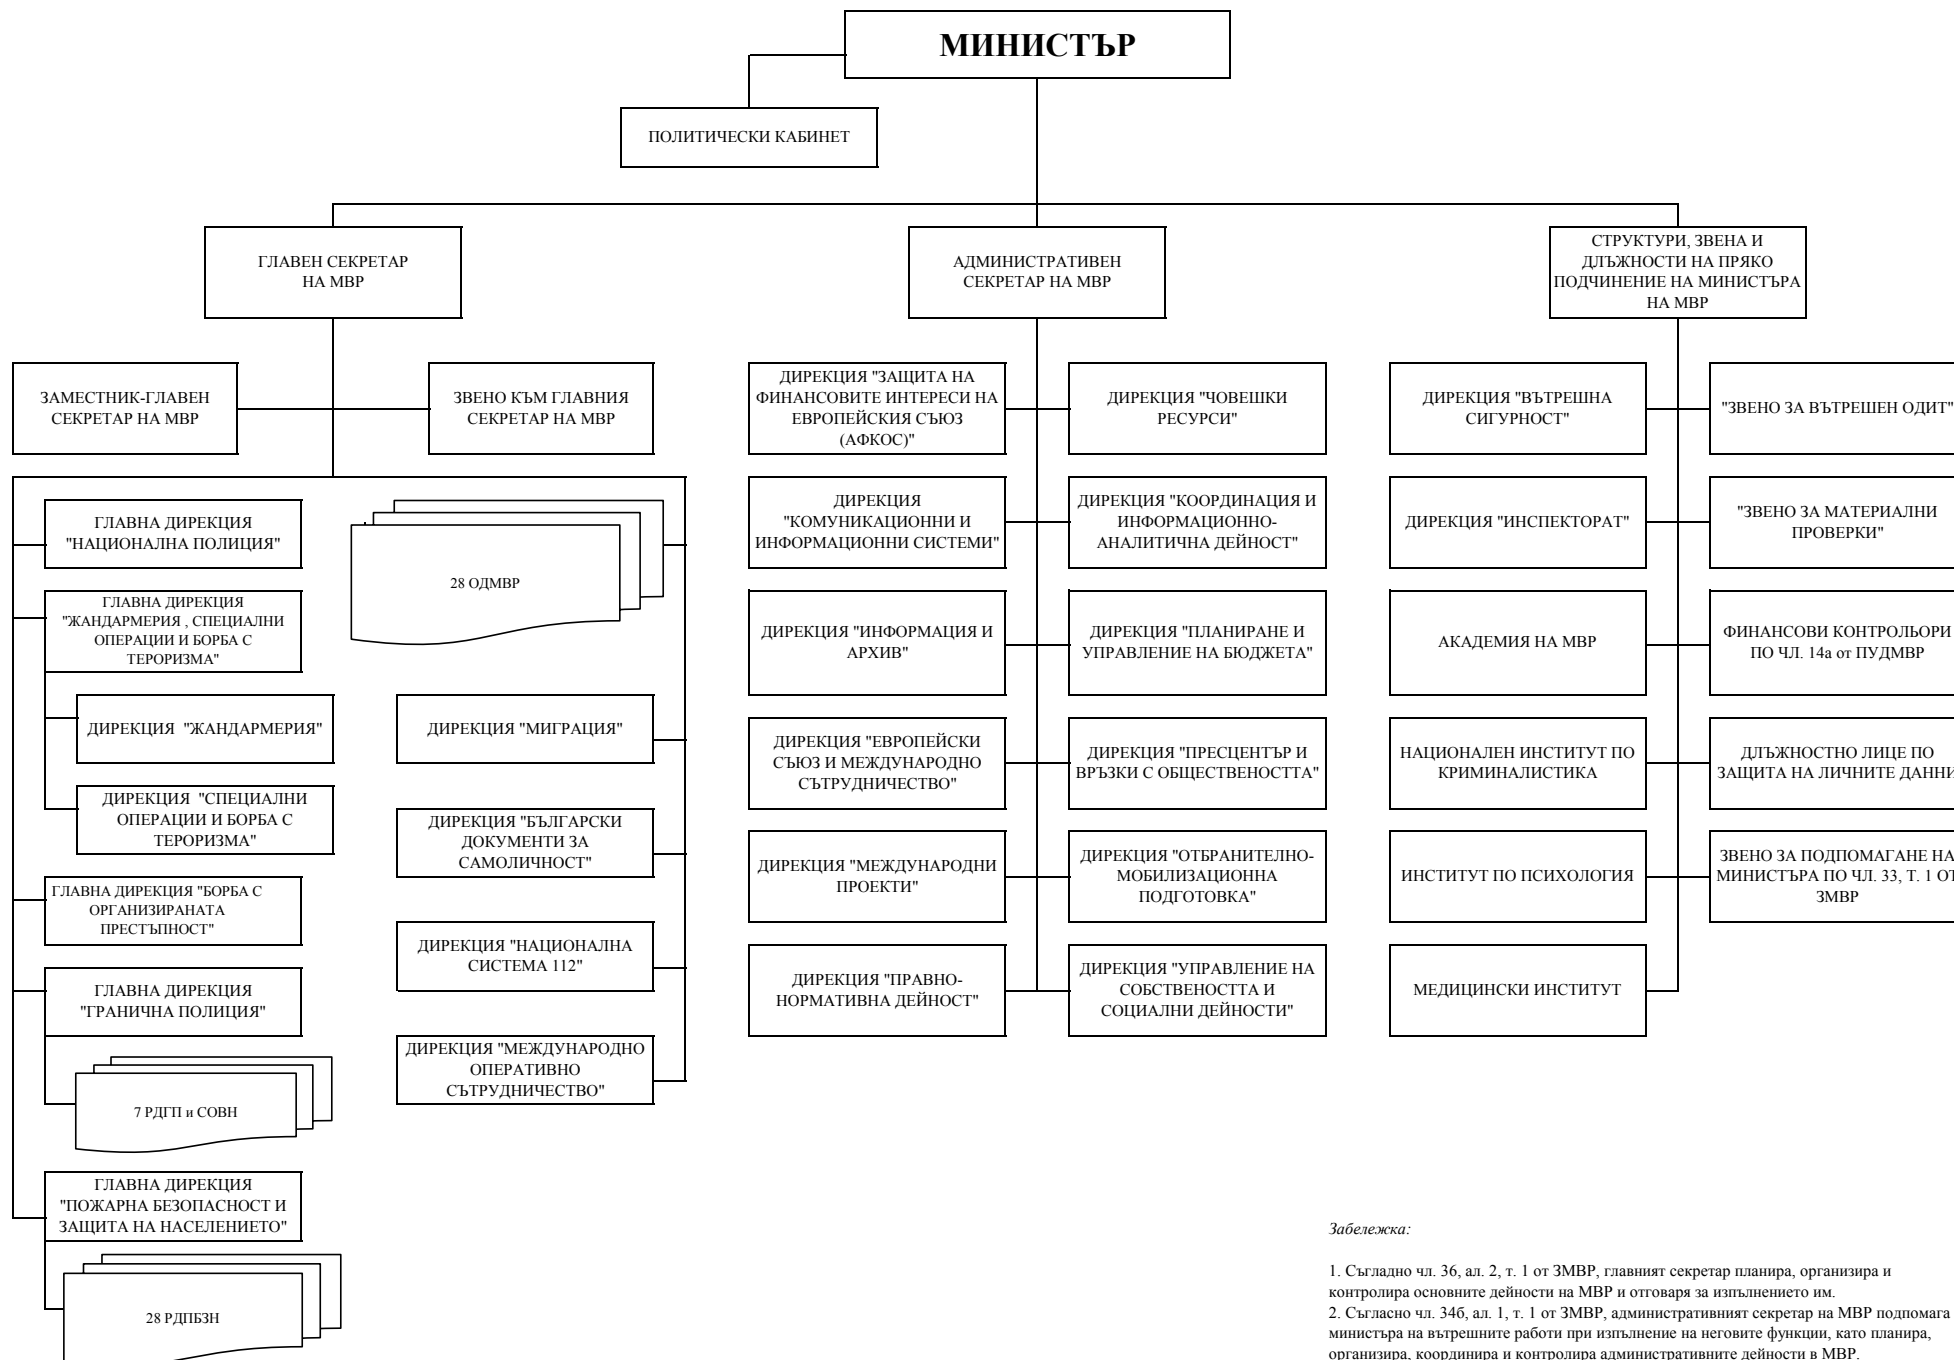 МИНИСТЪР
ПОЛИТИЧЕСКИ КАБИНЕТ
ГЛАВЕН СЕКРЕТАР
НА МВР
АДМИНИСТРАТИВЕН
СЕКРЕТАР НА МВР
СТРУКТУРИ, ЗВЕНА И
ДЛЪЖНОСТИ НА ПРЯКО
ПОДЧИНЕНИЕ НА МИНИСТЪРА
НА МВР
ЗАМЕСТНИК-ГЛАВЕН
СЕКРЕТАР НА МВР
ЗВЕНО КЪМ ГЛАВНИЯ
СЕКРЕТАР НА МВР
ГЛАВНА ДИРЕКЦИЯ
"НАЦИОНАЛНА ПОЛИЦИЯ"
ГЛАВНА ДИРЕКЦИЯ
"ЖАНДАРМЕРИЯ , СПЕЦИАЛНИ
ОПЕРАЦИИ И БОРБА С
ТЕРОРИЗМА"
ДИРЕКЦИЯ "ЖАНДАРМЕРИЯ"
ДИРЕКЦИЯ "СПЕЦИАЛНИ
ОПЕРАЦИИ И БОРБА С
ТЕРОРИЗМА"
ГЛАВНА ДИРЕКЦИЯ "БОРБА С
ОРГАНИЗИРАНАТА
ПРЕСТЪПНОСТ"
ГЛАВНА ДИРЕКЦИЯ
"ГРАНИЧНА ПОЛИЦИЯ"
7 РДГП и СОВН
ГЛАВНА ДИРЕКЦИЯ
"ПОЖАРНА БЕЗОПАСНОСТ И
ЗАЩИТА НА НАСЕЛЕНИЕТО"
28 РДПБЗН
28 ОДМВР
ДИРЕКЦИЯ "МИГРАЦИЯ"
ДИРЕКЦИЯ "БЪЛГАРСКИ
ДОКУМЕНТИ ЗА
САМОЛИЧНОСТ"
ДИРЕКЦИЯ "НАЦИОНАЛНА
СИСТЕМА 112"
ДИРЕКЦИЯ "МЕЖДУНАРОДНО
ОПЕРАТИВНО
СЪТРУДНИЧЕСТВО"
ДИРЕКЦИЯ "ЗАЩИТА НА
ФИНАНСОВИТЕ ИНТЕРЕСИ НА
ЕВРОПЕЙСКИЯ СЪЮЗ
(АФКОС)"
ДИРЕКЦИЯ "ЧОВЕШКИ
РЕСУРСИ"
ДИРЕКЦИЯ
"КОМУНИКАЦИОННИ И
ИНФОРМАЦИОННИ СИСТЕМИ"
ДИРЕКЦИЯ "КООРДИНАЦИЯ И
ИНФОРМАЦИОННО-
АНАЛИТИЧНА ДЕЙНОСТ"
ДИРЕКЦИЯ "ИНФОРМАЦИЯ И
АРХИВ"
ДИРЕКЦИЯ "ПЛАНИРАНЕ И
УПРАВЛЕНИЕ НА БЮДЖЕТА"
ДИРЕКЦИЯ "ЕВРОПЕЙСКИ
СЪЮЗ И МЕЖДУНАРОДНО
СЪТРУДНИЧЕСТВО"
ДИРЕКЦИЯ "ПРЕСЦЕНТЪР И
ВРЪЗКИ С ОБЩЕСТВЕНОСТТА"
ДИРЕКЦИЯ "МЕЖДУНАРОДНИ
ПРОЕКТИ"
ДИРЕКЦИЯ "ОТБРАНИТЕЛНО-
МОБИЛИЗАЦИОННА
ПОДГОТОВКА"
ДИРЕКЦИЯ "ПРАВНО-
НОРМАТИВНА ДЕЙНОСТ"
ДИРЕКЦИЯ "УПРАВЛЕНИЕ НА
СОБСТВЕНОСТТА И
СОЦИАЛНИ ДЕЙНОСТИ"
ДИРЕКЦИЯ "ВЪТРЕШНА
СИГУРНОСТ"
"ЗВЕНО ЗА ВЪТРЕШЕН ОДИТ"
ДИРЕКЦИЯ "ИНСПЕКТОРАТ"
"ЗВЕНО ЗА МАТЕРИАЛНИ
ПРОВЕРКИ"
АКАДЕМИЯ НА МВР
ФИНАНСОВИ КОНТРОЛЬОРИ
ПО ЧЛ. 14а от ПУДМВР
НАЦИОНАЛЕН ИНСТИТУТ ПО
КРИМИНАЛИСТИКА
ДЛЪЖНОСТНО ЛИЦЕ ПО
ЗАЩИТА НА ЛИЧНИТЕ ДАННИ
ИНСТИТУТ ПО ПСИХОЛОГИЯ
ЗВЕНО ЗА ПОДПОМАГАНЕ НА
МИНИСТЪРА ПО ЧЛ. 33, Т. 1 ОТ
ЗМВР
МЕДИЦИНСКИ ИНСТИТУТ
Забележка:
1. Съгладно чл. 36, ал. 2, т. 1 от ЗМВР, главният секретар планира, организира и
контролира основните дейности на МВР и отговаря за изпълнението им.
2. Съгласно чл. 34б, ал. 1, т. 1 от ЗМВР, административният секретар на МВР подпомага
министъра на вътрешните работи при изпълнение на неговите функции, като планира,
организира, координира и контролира административните дейности в МВР.